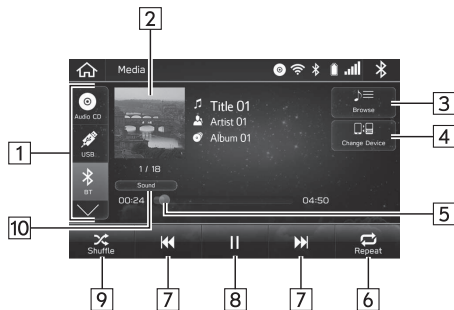 2
Media
Title 01
Artist 01
Album 01
Browse
3
Change Device
4
Audio CD
USB
BT
1
1 / 18
Sound
00:24
04:50
5
10
Shuffle
Repeat
9
7
8
7
6